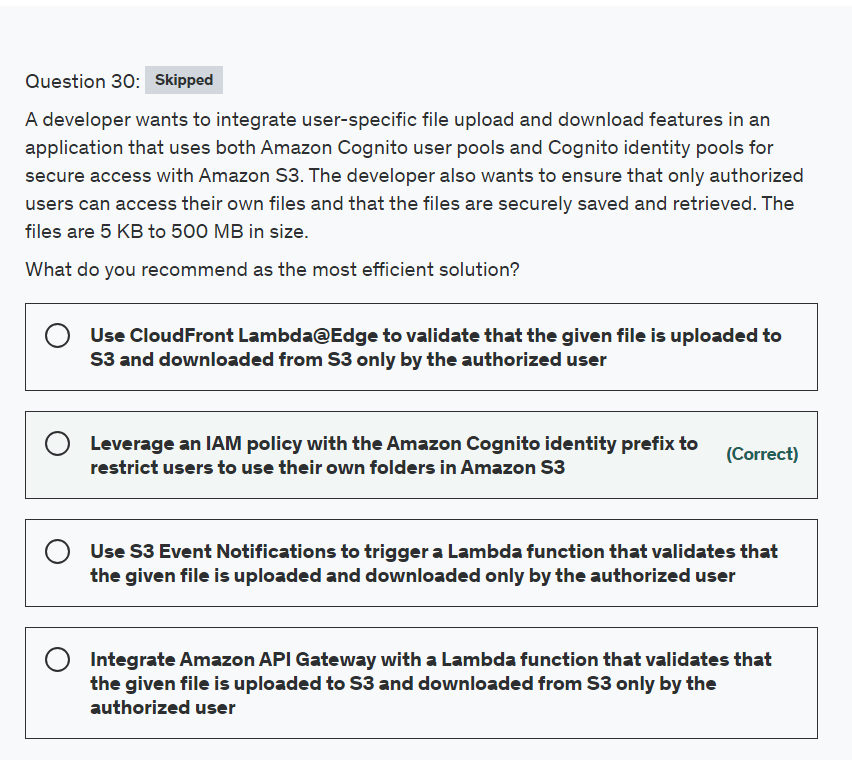 Question 30: Skipped
A developer wants to integrate user-specific file upload and download features in an
application that uses both Amazon Cognito user pools and Cognito identity pools for
secure access with Amazon S3. The developer also wants to ensure that only authorized
users can access their own files and that the files are securely saved and retrieved. The
files are 5 KB to 500 MB in size.
What do you recommend as the most efficient solution?
Use CloudFront Lambda@Edge to validate that the given file is uploaded to
S3 and downloaded from S3 only by the authorized user
Leverage an IAM policy with the Amazon Cognito identity prefix to
restrict users to use their own folders in Amazon S3
(Correct)
Use S3 Event Notifications to trigger a Lambda function that validates that
the given file is uploaded and downloaded only by the authorized user
Integrate Amazon API Gateway with a Lambda function that validates that
the given file is uploaded to S3 and downloaded from S3 only by the
authorized user